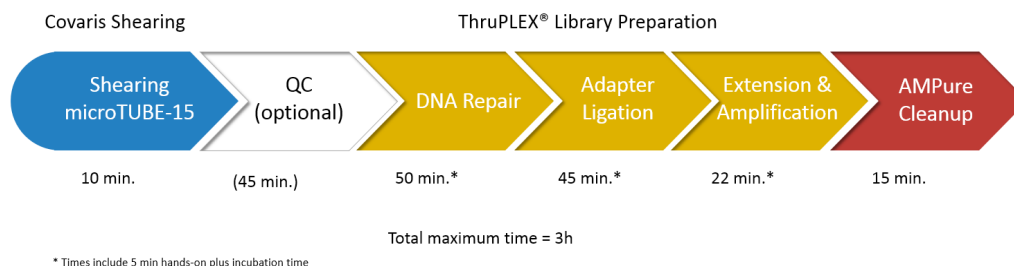 Covaris Shearing
ThruPLEX® Library Preparation
Shearing
microTUBE-15
QC
(optional)
DNA Repair
Adapter
Ligation
Extension &
Amplification
AMPure
Cleanup
10 min.
(45 min.)
50 min.*
45 min.*
22 min.*
15 min.
Total maximum time = 3h
* Times include 5 min hands-on plus incubation time